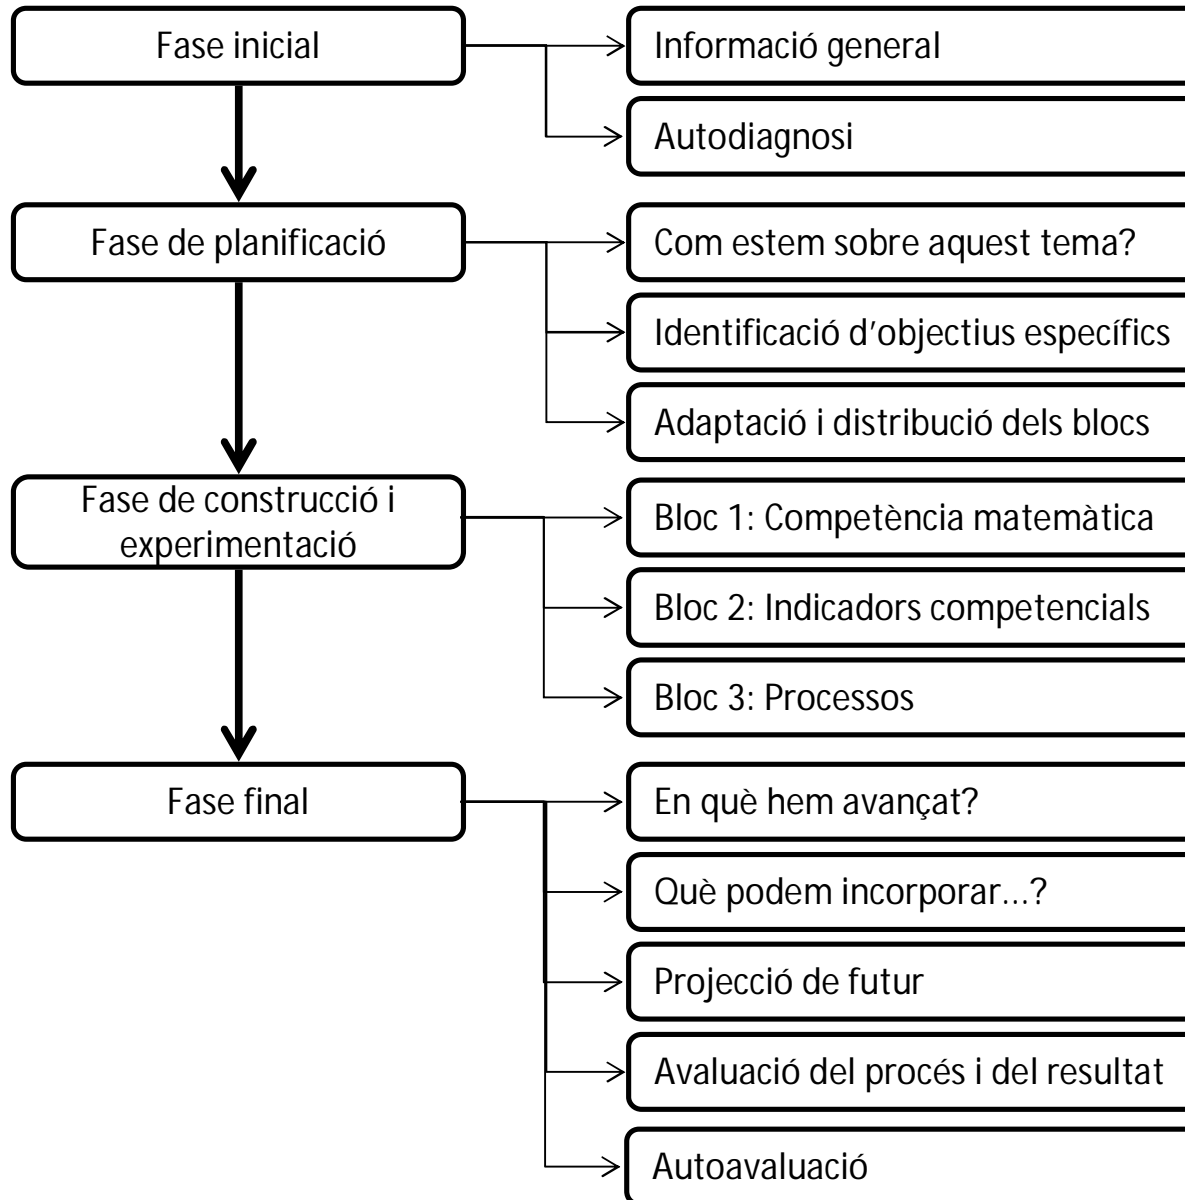 Fase inicial
Informació general
Autodiagnosi
Fase de planificació
Com estem sobre aquest tema?
Identificació d’objectius específics
Adaptació i distribució dels blocs
Fase de construcció i
experimentació
Bloc 1: Competència matemàtica
Bloc 2: Indicadors competencials
Bloc 3: Processos
Fase final
En què hem avançat?
Què podem incorporar...?
Projecció de futur
Avaluació del procés i del resultat
Autoavaluació